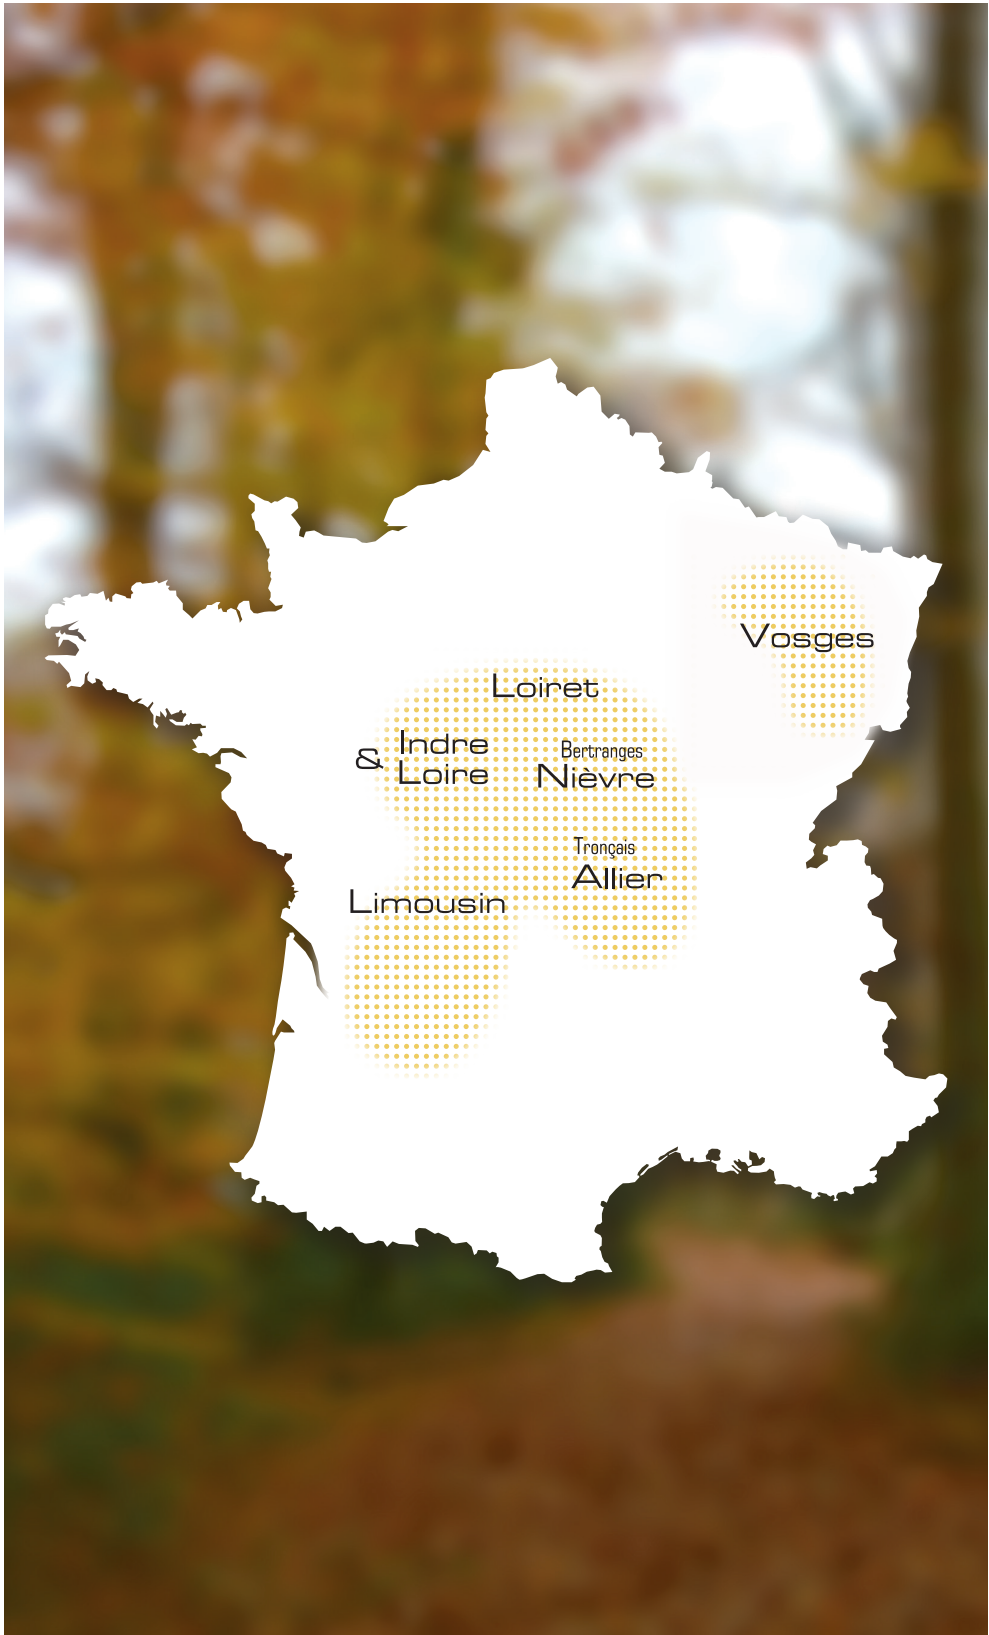 Vosges
Loiret
Indre
& Loire
Bertranges
Nièvre
Tronçais
Allier
Limousin